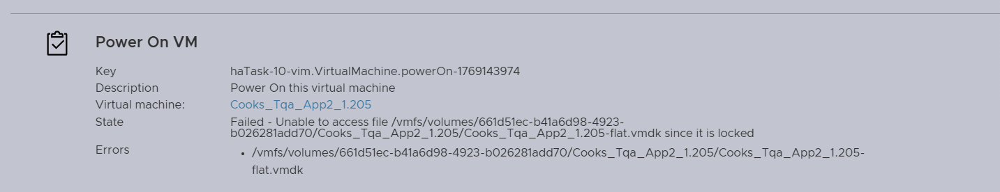 Power On VM
Key haTask-10-vim.VirtualMachine.powerOn-1769143974
Description Power On this virtual machine
Virtual machine: Cooks_Tqa_App2_1.205
State Failed - Unable to access file /vmfs/volumes/661d51ec-b41a6d98-4923-
b026281add70/Cooks_Tqa_App2_1.205/Cooks_Tqa_App2_1.205-flat.vmdk since it is locked
Errors • /vmfs/volumes/661d51ec-b41a6d98-4923-b026281add70/Cooks_Tqa_App2_1.205/Cooks_Tqa_App2_1.205-
flat.vmdk